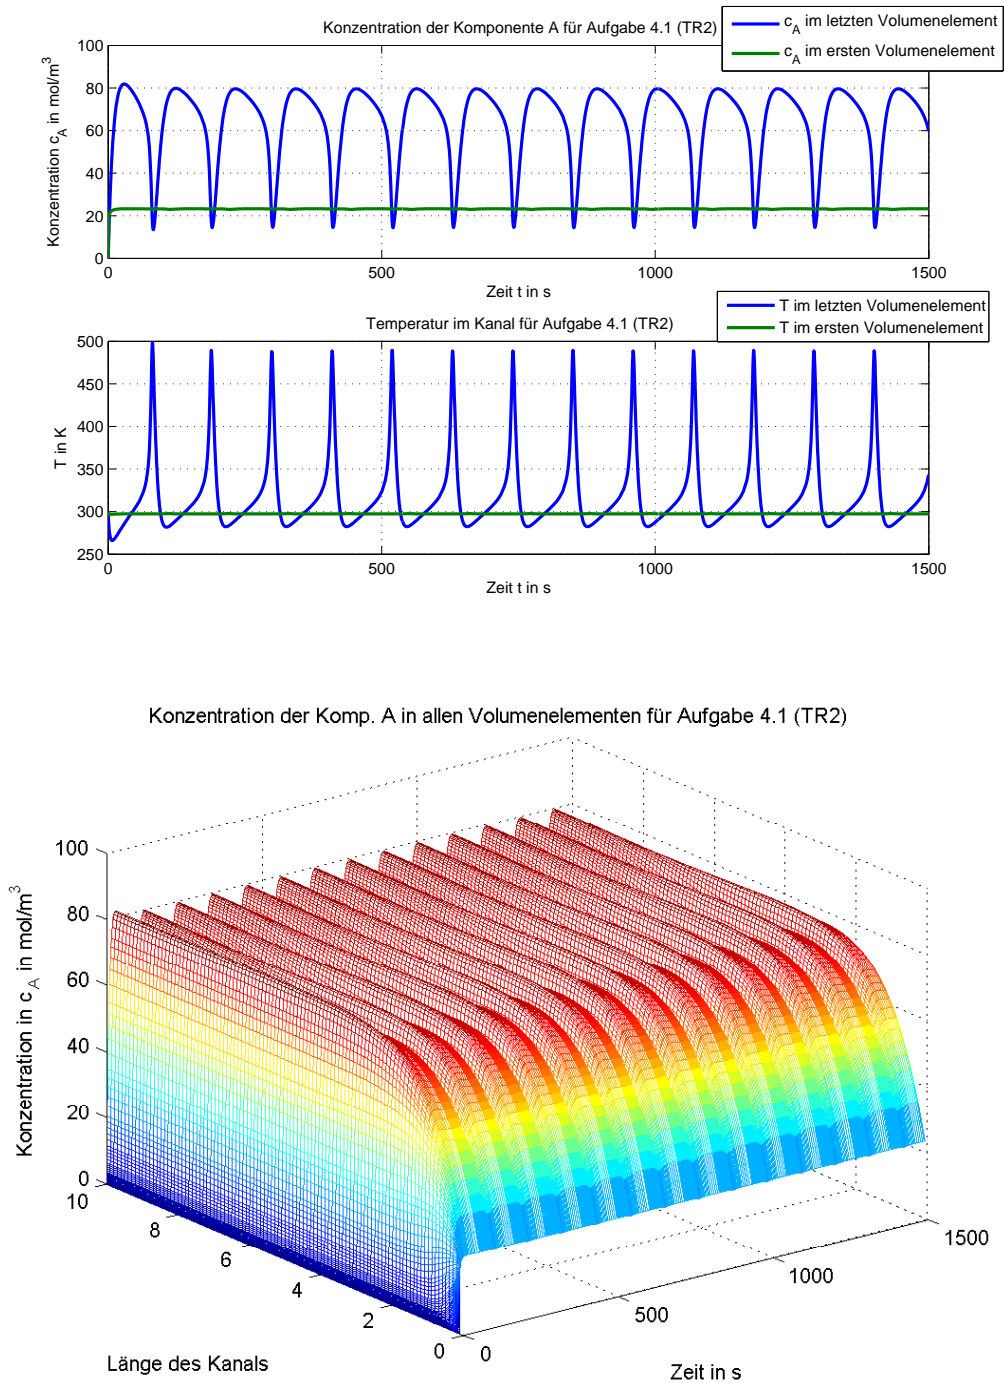 Konzentration der Komponente A für Aufgabe 4.1 (TR2)
c_A im letzten Volumenelement
c_A im ersten Volumenelement
Konzentration c_A in mol/m^3
100
80
60
40
20
0
0
500
1000
1500
Zeit t in s
Temperatur im Kanal für Aufgabe 4.1 (TR2)
T im letzten Volumenelement
T im ersten Volumenelement
T in K
500
450
400
350
300
250
0
500
1000
1500
Zeit t in s
Konzentration der Komp. A in allen Volumenelementen für Aufgabe 4.1 (TR2)
Konzentration in c_A in mol/m^3
100
80
60
40
20
0
10
8
6
4
2
0
0
500
1000
1500
Länge des Kanals
Zeit in s